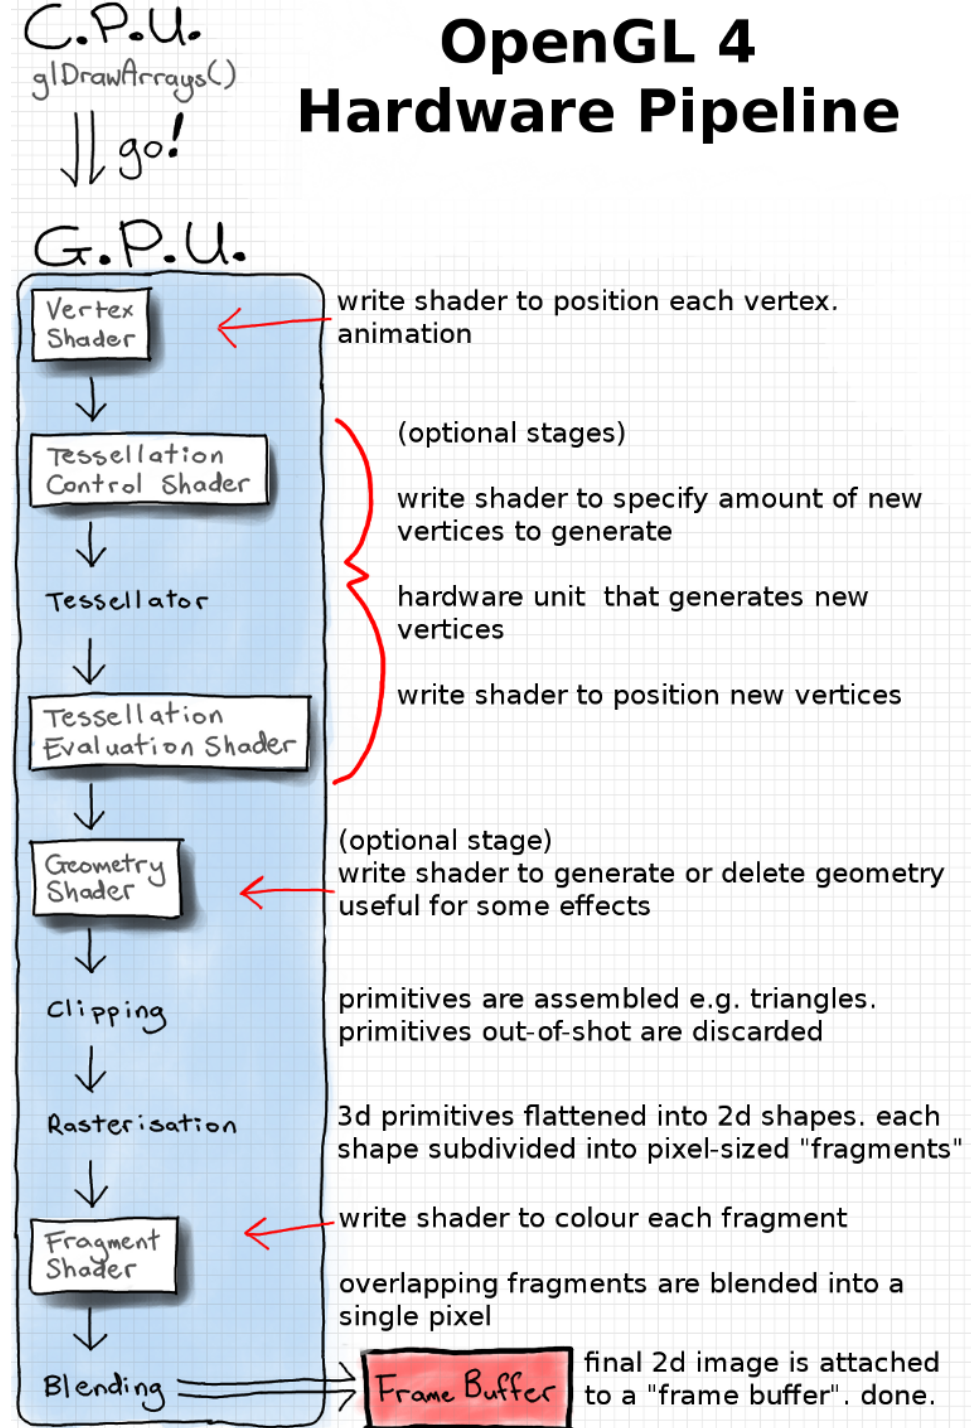 C.P.U.
glDrawArrays()
go!
OpenGL 4
Hardware Pipeline
G.P.U.
Vertex
Shader
write shader to position each vertex.
animation
Tessellation
Control Shader
(optional stages)
write shader to specify amount of new
vertices to generate
Tessellator
hardware unit  that generates new
vertices
Tessellation
Evaluation Shader
write shader to position new vertices
Geometry
Shader
(optional stage)
write shader to generate or delete geometry
useful for some effects
Clipping
primitives are assembled e.g. triangles.
primitives out-of-shot are discarded
Rasterisation
3d primitives flattened into 2d shapes. each
shape subdivided into pixel-sized "fragments"
Fragment
Shader
write shader to colour each fragment
overlapping fragments are blended into a
single pixel
Blending
Frame Buffer
final 2d image is attached
to a "frame buffer". done.